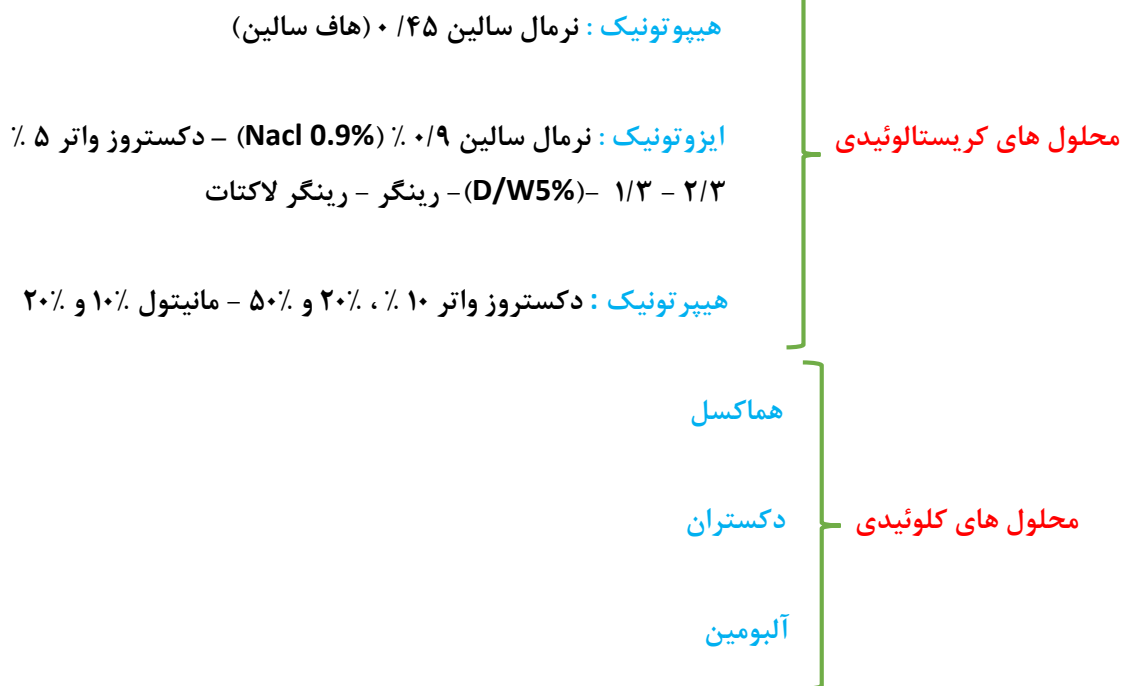 هیپوتونیک : نرمال سالین ۰/۴۵ (هاف سالین)
محلول های کریستالوئیدی
ایزوتونیک : نرمال سالین ۰/۹ ٪ (Nacl 0.9%) – دکستروز واتر ۵ ٪
(D/W5%)– ۱/۳ – ۲/۳ – رینگر – رینگر لاکتات
هیپرتونیک : دکستروز واتر ۱۰ ٪ ، ۲۰٪ و ۵۰٪ – مانیتول ۱۰٪ و ۲۰٪
هماکسل
محلول های کلوئیدی
دکستران
آلبومین